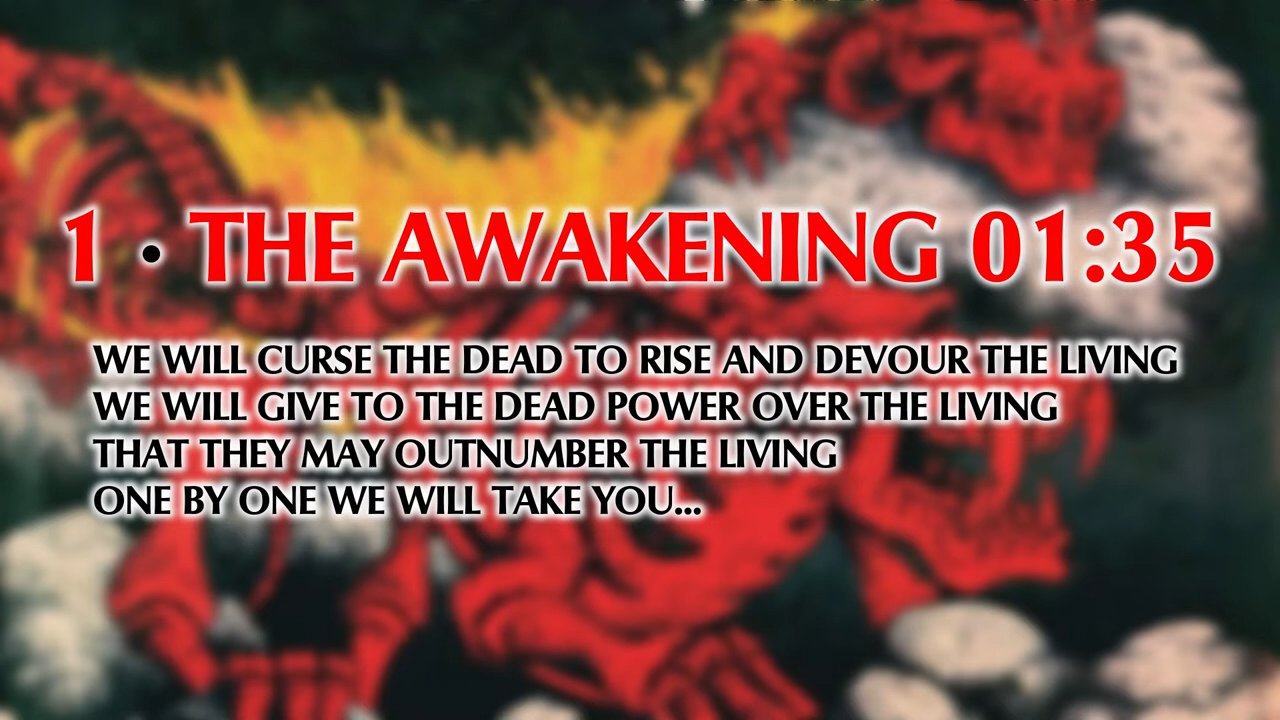 1 • THE AWAKENING 01:35
WE WILL CURSE THE DEAD TO RISE AND DEVOUR THE LIVING
WE WILL GIVE TO THE DEAD POWER OVER THE LIVING
THAT THEY MAY OUTNUMBER THE LIVING
ONE BY ONE WE WILL TAKE YOU...